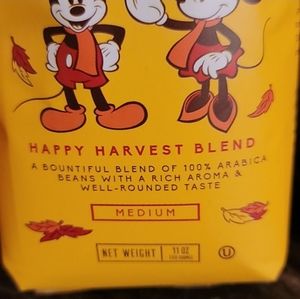 HAPPY HARVEST BLEND
A BOUNTIFUL BLEND OF 100% ARABICA
BEANS WITH A RICH AROMA &
WELL-ROUNDED TASTE
MEDIUM
NET WEIGHT 11 OZ
U